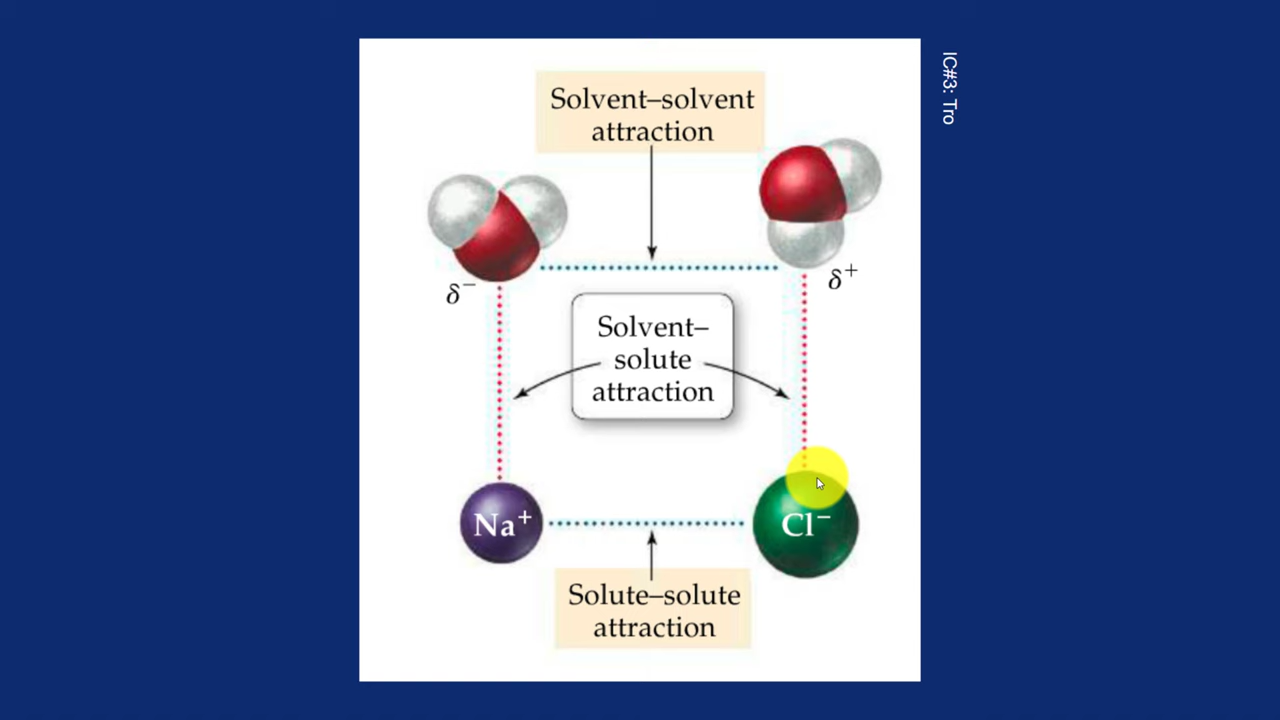 Solvent–solvent
attraction
IC#3: Tro
δ−
δ+
Solvent–
solute
attraction
Na+
Cl−
Solute–solute
attraction